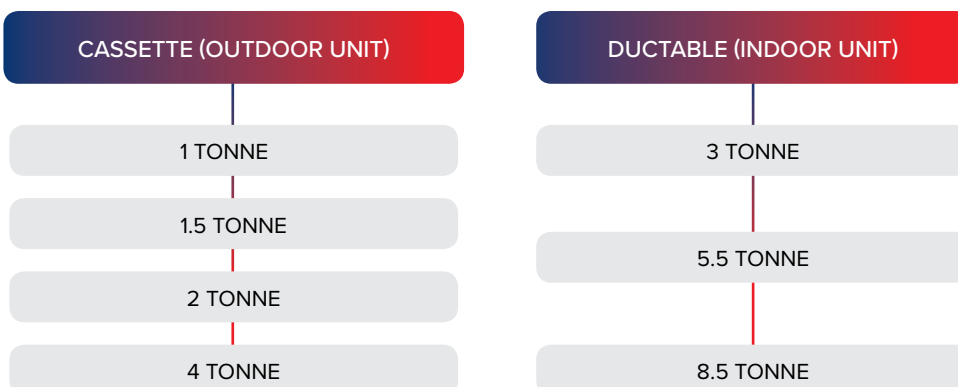 CASSETTE (OUTDOOR UNIT)
1 TONNE
1.5 TONNE
2 TONNE
4 TONNE
DUCTABLE (INDOOR UNIT)
3 TONNE
5.5 TONNE
8.5 TONNE